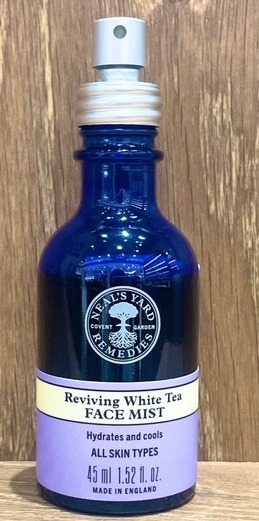 NEAL'S YARD
COVENT GARDEN
REMEDIES
Reviving White Tea
FACE MIST
Hydrates and cools
ALL SKIN TYPES
45 ml 1.52 fl. oz.
MADE IN ENGLAND